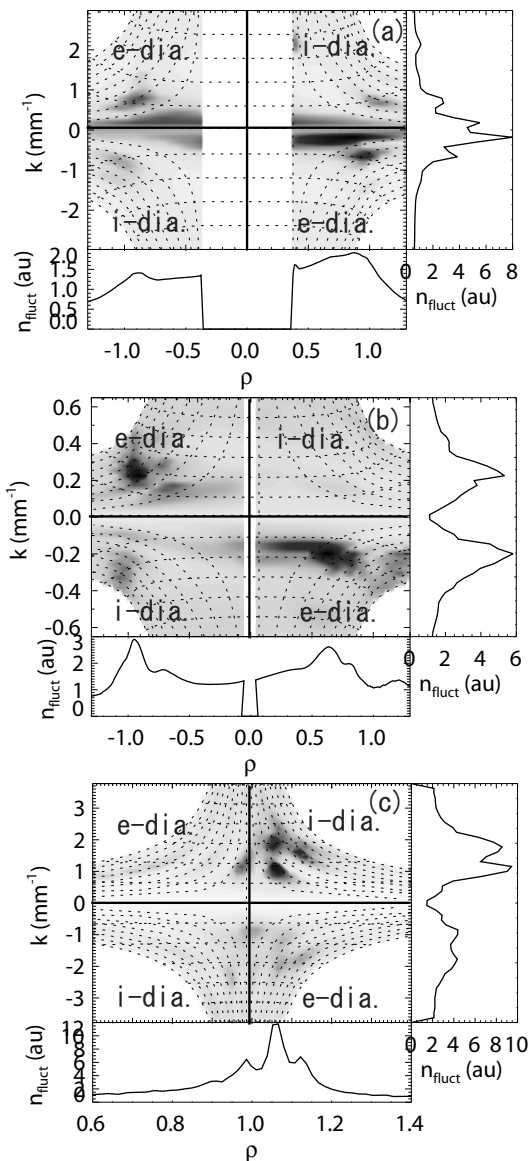 (a)
e-dia.
i-dia.
2
1
0
-1
-2
k (mm⁻¹)
i-dia.
e-dia.
0 2 4 6 8
n_fluct (au)
2.0
1.5
1.0
0.5
0.0
n_fluct (au)
-1.0 -0.5 0.0 0.5 1.0
ρ
(b)
e-dia.
i-dia.
0.6
0.4
0.2
0.0
-0.2
-0.4
-0.6
k (mm⁻¹)
i-dia.
e-dia.
0 2 4 6
n_fluct (au)
3
2
1
0
n_fluct (au)
-1.0 -0.5 0.0 0.5 1.0
ρ
(c)
e-dia.
i-dia.
3
2
1
0
-1
-2
-3
k (mm⁻¹)
i-dia.
e-dia.
0 2 4 6 8 10
n_fluct (au)
12
10
8
6
4
2
0
n_fluct (au)
0.6 0.8 1.0 1.2 1.4
ρ